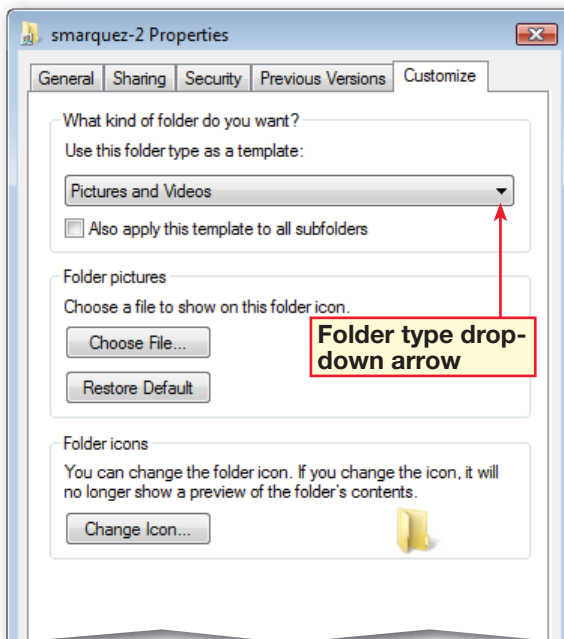 smarquez-2 Properties
General Sharing Security Previous Versions Customize
What kind of folder do you want?
Use this folder type as a template:
Pictures and Videos
Also apply this template to all subfolders
Folder pictures
Choose a file to show on this folder icon.
Choose File...
Folder type drop-
down arrow
Restore Default
Folder icons
You can change the folder icon. If you change the icon, it will
no longer show a preview of the folder's contents.
Change Icon...